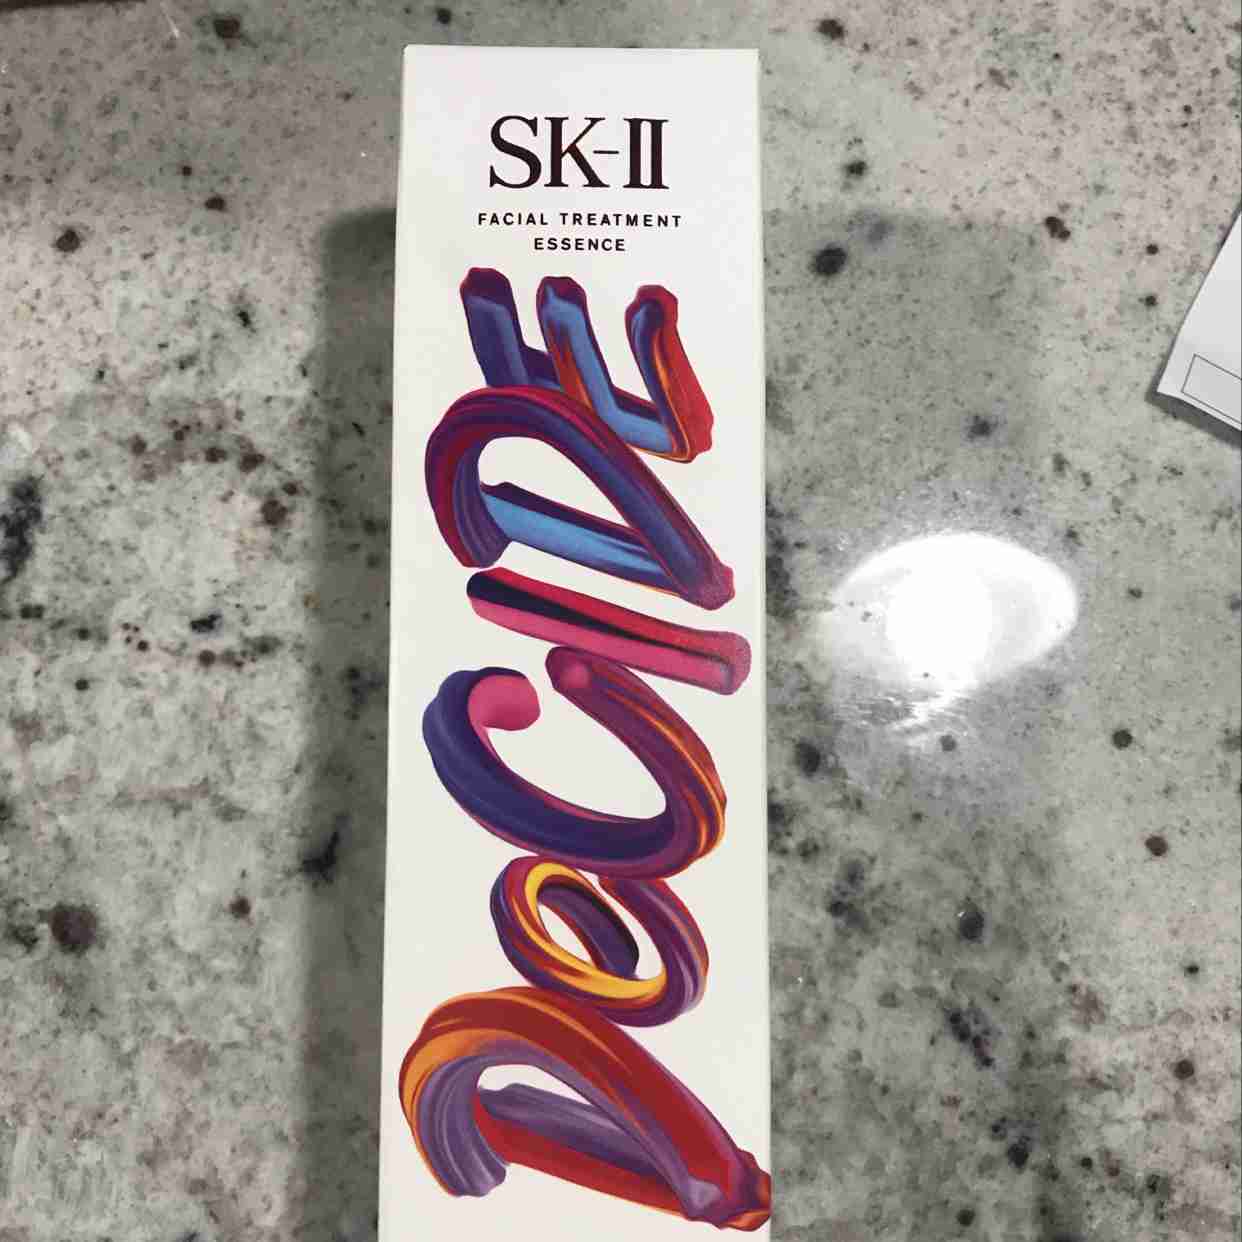 SK-II
FACIAL TREATMENT
ESSENCE
DeCIDE